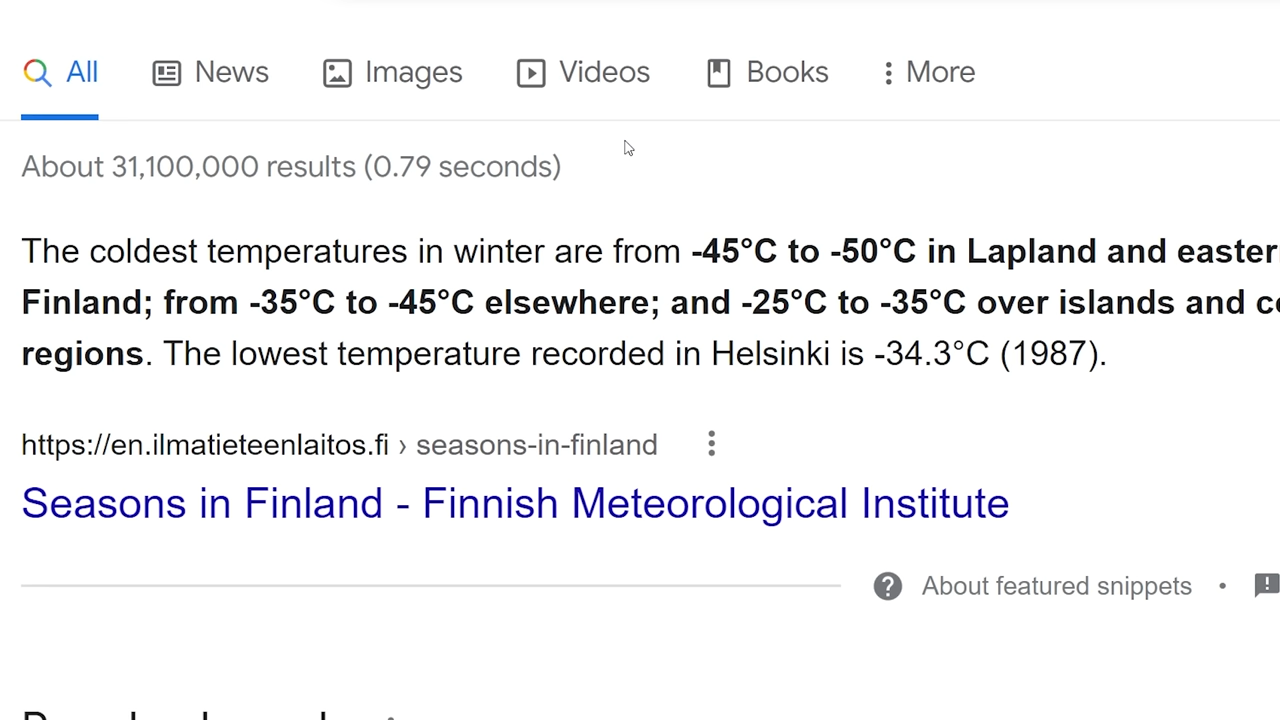 All News Images Videos Books More
About 31,100,000 results (0.79 seconds)
The coldest temperatures in winter are from -45°C to -50°C in Lapland and
Finland; from -35°C to -45°C elsewhere; and -25°C to -35°C over islands and
regions. The lowest temperature recorded in Helsinki is -34.3°C (1987).
https://en.ilmatieteenlaitos.fi › seasons-in-finland
Seasons in Finland - Finnish Meteorological Institute
About featured snippets •